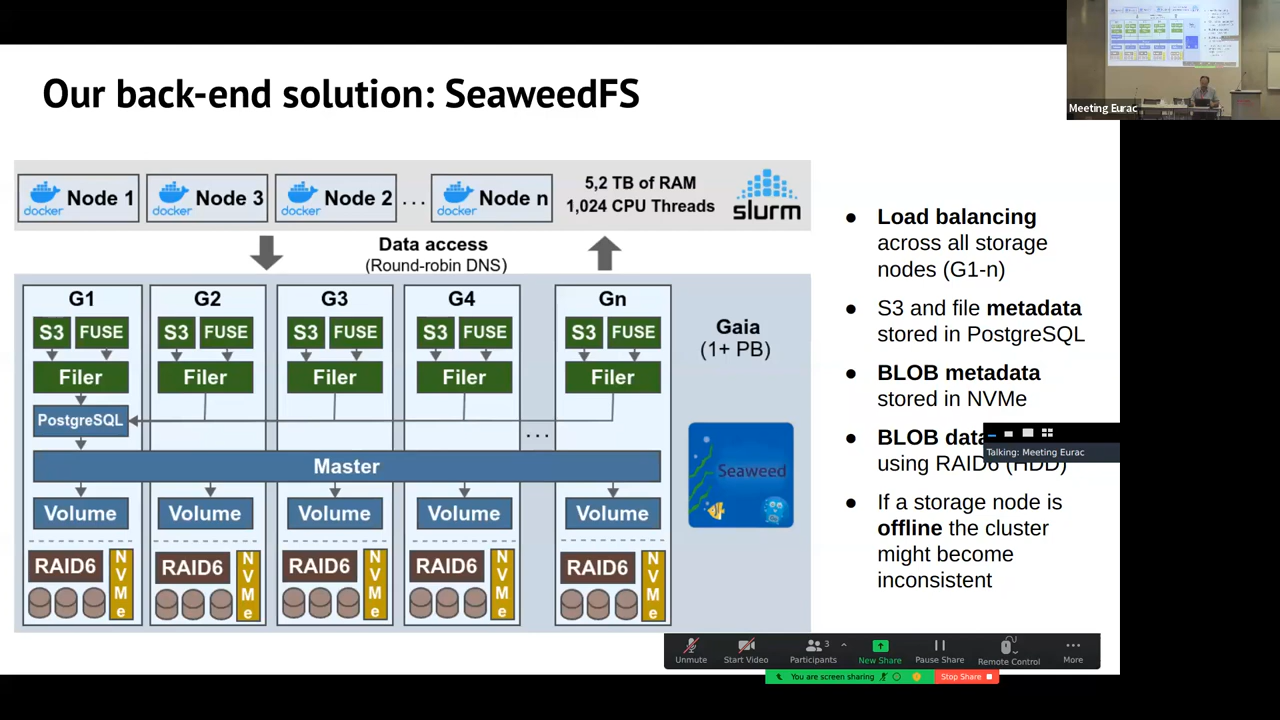 Our back-end solution: SeaweedFS
Meeting Eurac
docker Node 1
docker Node 3
docker Node 2
...
docker Node n
5,2 TB of RAM
1,024 CPU Threads
slurm
Data access
(Round-robin DNS)
G1 G2 G3 G4 Gn
S3 FUSE S3 FUSE S3 FUSE S3 FUSE S3 FUSE
Filer Filer Filer Filer Filer
PostgreSQL
...
Master
Volume Volume Volume Volume Volume
RAID6 NVMe RAID6 NVMe RAID6 NVMe RAID6 NVMe RAID6 NVMe
Gaia
(1+ PB)
Seaweed
● Load balancing
across all storage
nodes (G1-n)
● S3 and file metadata
stored in PostgreSQL
● BLOB metadata
stored in NVMe
● BLOB data
using RAID6 (HDD)
● If a storage node is
offline the cluster
might become
inconsistent
Talking: Meeting Eurac
Unmute Start Video Participants 3 New Share Pause Share Remote Control More
You are screen sharing Stop Share